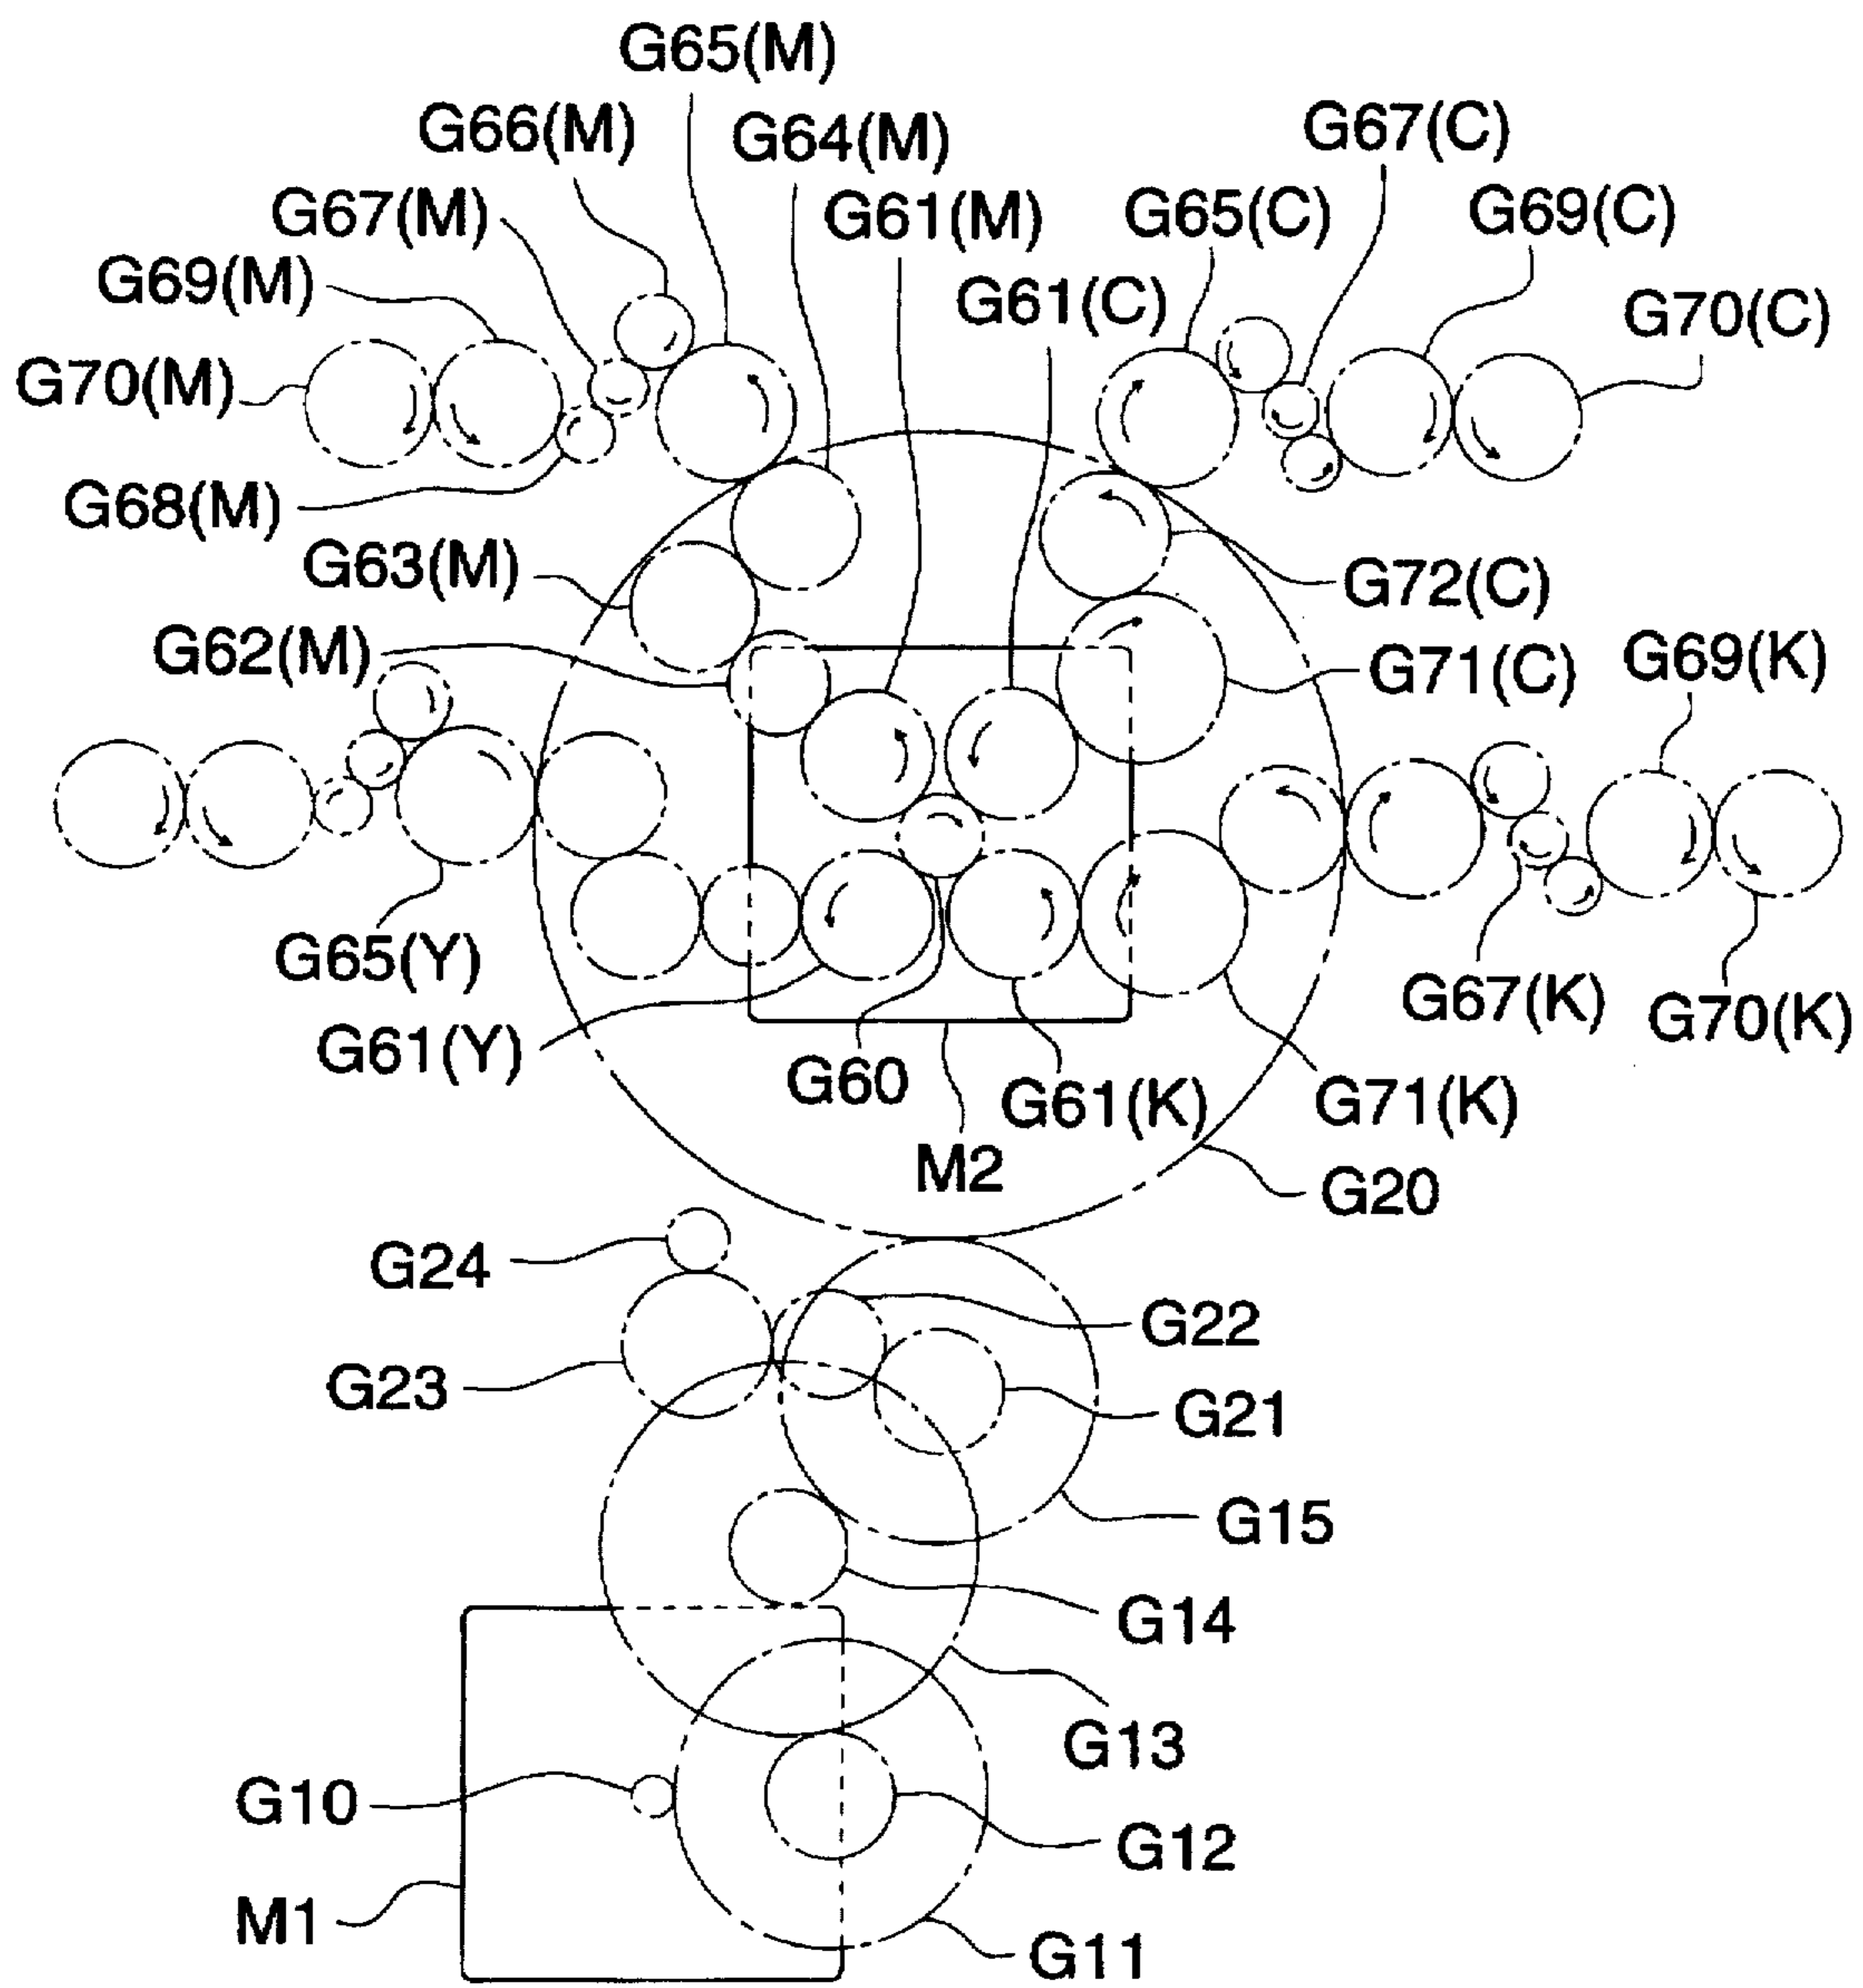 G65(M)
G66(M)
G64(M)
G67(C)
G67(M)
G61(M)
G65(C)
G69(C)
G69(M)
G61(C)
G70(C)
G70(M)
G68(M)
G63(M)
G72(C)
G62(M)
G71(C)
G69(K)
G65(Y)
G67(K)
G70(K)
G61(Y)
G60
G61(K)
G71(K)
M2
G20
G24
G22
G23
G21
G15
G14
G13
G10
G12
M1
G11